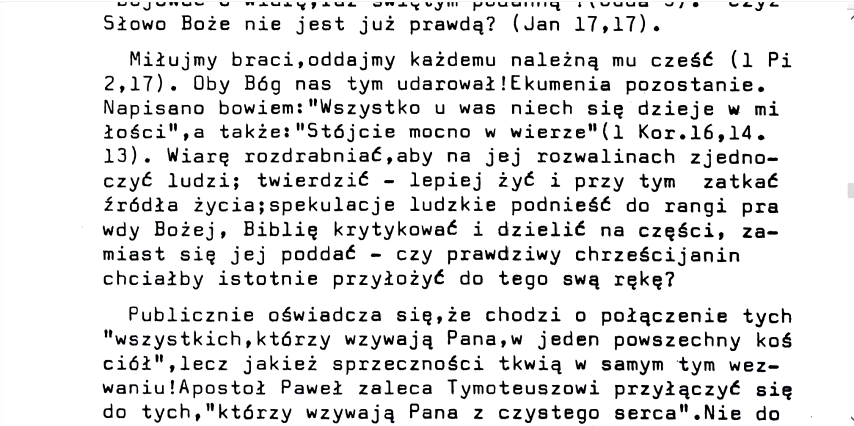 Słowo Boże nie jest już prawdą? (Jan 17,17).
Miłujmy braci,oddajmy każdemu należną mu cześć (1 Pi
2,17). Oby Bóg nas tym udarował!Ekumenia pozostanie.
Napisano bowiem:"Wszystko u was niech się dzieje w mi
łości",a także:"Stójcie mocno w wierze"(1 Kor.16,14.
13). Wiarę rozdrabniać,aby na jej rozwalinach zjedno-
czyć ludzi; twierdzić - lepiej żyć i przy tym zatkać
źródła życia;spekulacje ludzkie podnieść do rangi pra
wdy Bożej, Biblię krytykować i dzielić na części, za-
miast się jej poddać - czy prawdziwy chrześcijanin
chciałby istotnie przyłożyć do tego swą rękę?
Publicznie oświadcza się,że chodzi o połączenie tych
"wszystkich,którzy wzywają Pana,w jeden powszechny koś
ciół",lecz jakież sprzeczności tkwią w samym tym wez-
waniu!Apostoł Paweł zaleca Tymoteuszowi przyłączyć się
do tych,"którzy wzywają Pana z czystego serca".Nie do